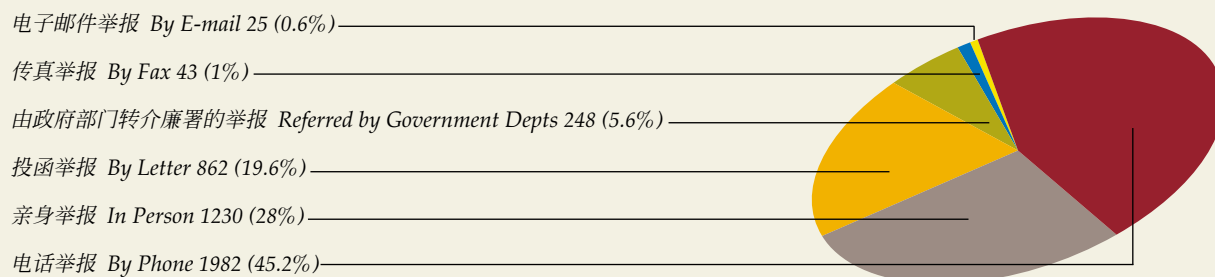 电子邮件举报 By E-mail 25 (0.6%)
传真举报 By Fax 43 (1%)
由政府部门转介廉署的举报 Referred by Government Depts 248 (5.6%)
投函举报 By Letter 862 (19.6%)
亲身举报 In Person 1230 (28%)
电话举报 By Phone 1982 (45.2%)